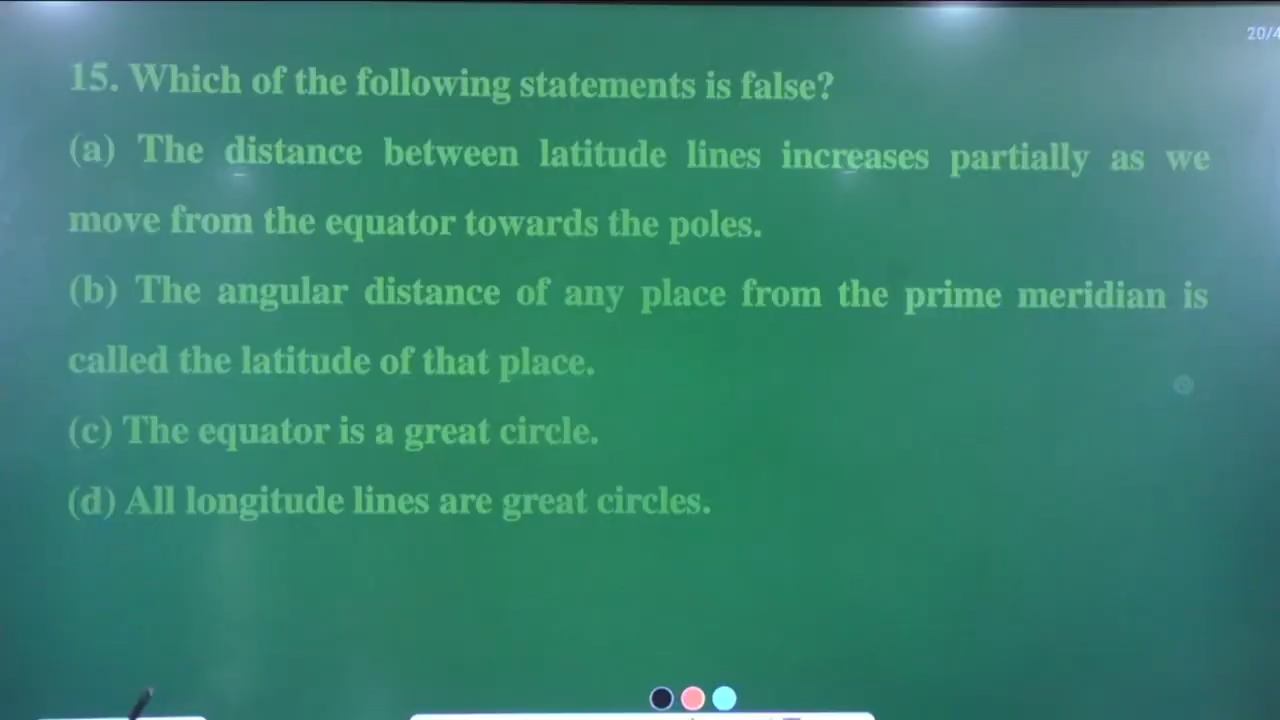 20/4
15. Which of the following statements is false?
(a) The distance between latitude lines increases partially as we
move from the equator towards the poles.
(b) The angular distance of any place from the prime meridian is
called the latitude of that place.
(c) The equator is a great circle.
(d) All longitude lines are great circles.